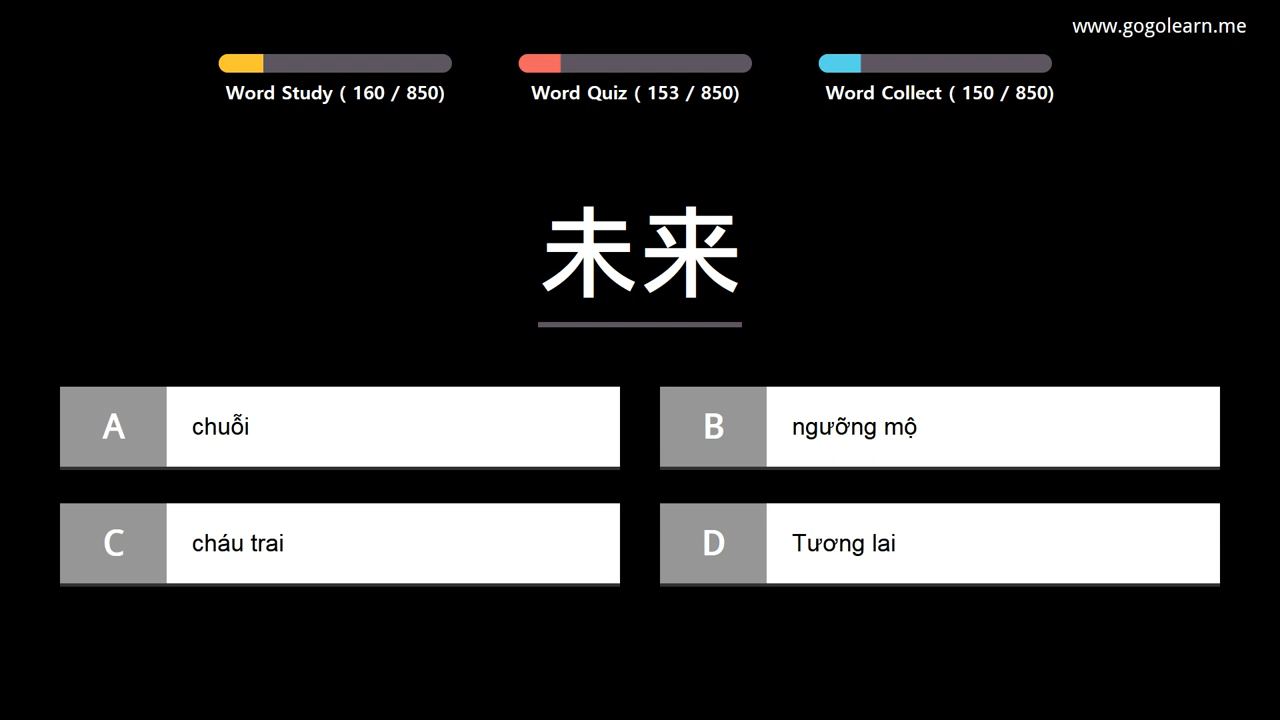 www.gogolearn.me
Word Study ( 160 / 850)
Word Quiz ( 153 / 850)
Word Collect ( 150 / 850)
未来
A chuỗi
B ngưỡng mộ
C cháu trai
D Tương lai